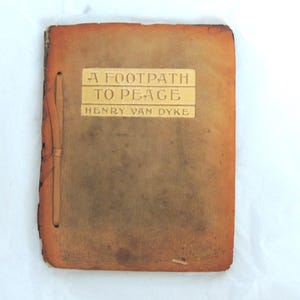 A FOOTPATH
TO PEACE
HENRY VAN DYKE